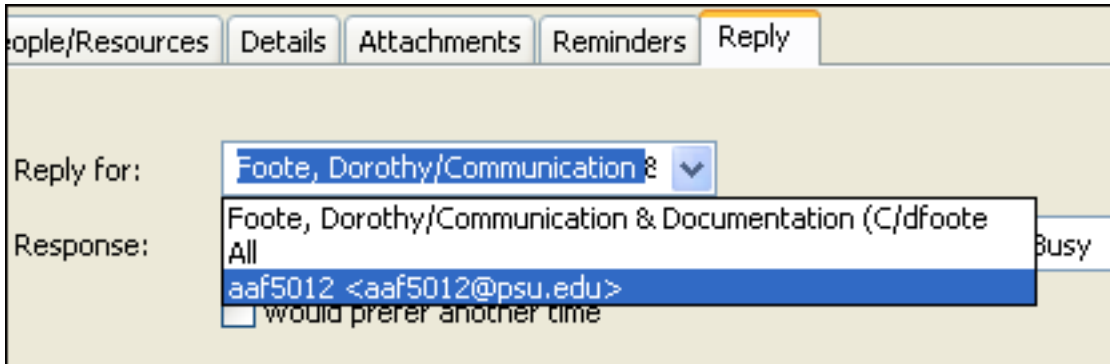 eople/Resources Details Attachments Reminders Reply
Reply for: Foote, Dorothy/Communication &
Foote, Dorothy/Communication & Documentation (C/dfoote
Response: All Busy
aaf5012 <aaf5012@psu.edu>
would prefer another time